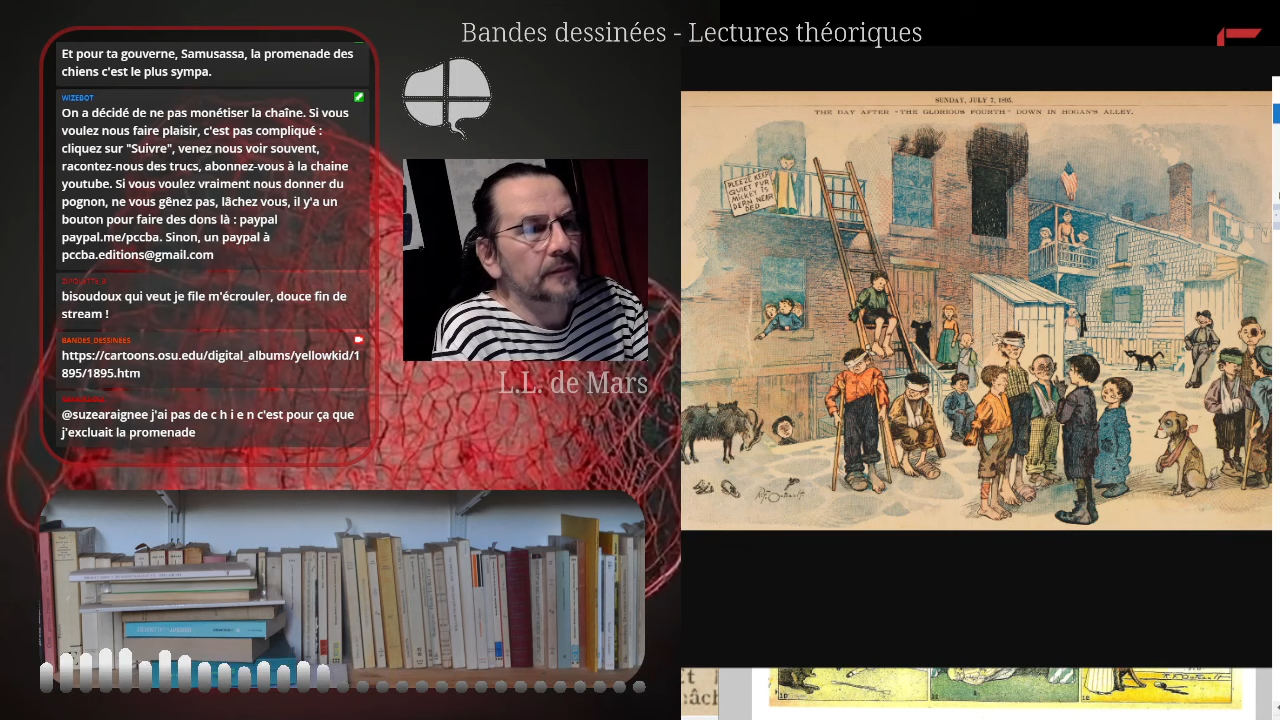 Bandes dessinées - Lectures théoriques
Et pour ta gouverne, Samusassa, la promenade des
chiens c'est le plus sympa.
WIZEBOT
On a décidé de ne pas monétiser la chaîne. Si vous
voulez nous faire plaisir, c'est pas compliqué :
cliquez sur "Suivre", venez nous voir souvent,
racontez-nous des trucs, abonnez-vous à la chaine
youtube. Si vous voulez vraiment nous donner du
pognon, ne vous gênez pas, lâchez vous, il y'a un
bouton pour faire des dons là : paypal
paypal.me/pccba. Sinon, un paypal à
pccba.editions@gmail.com
bisoudoux qui veut je file m'écrouler, douce fin de
stream !
BANDES_DESSINEES
https://cartoons.osu.edu/digital_albums/yellowkid/1
895/1895.htm
@suzearaignee j'ai pas de c h i e n c'est pour ça que
j'excluait la promenade
L.L. de Mars
SUNDAY, JULY 7, 1895.
THE DAY AFTER "THE GLORIOUS FOURTH" DOWN IN HOGAN'S ALLEY.
PLEEZE KEEP
QUIET FUR
MICKEY IS
DERN NEAR
DED